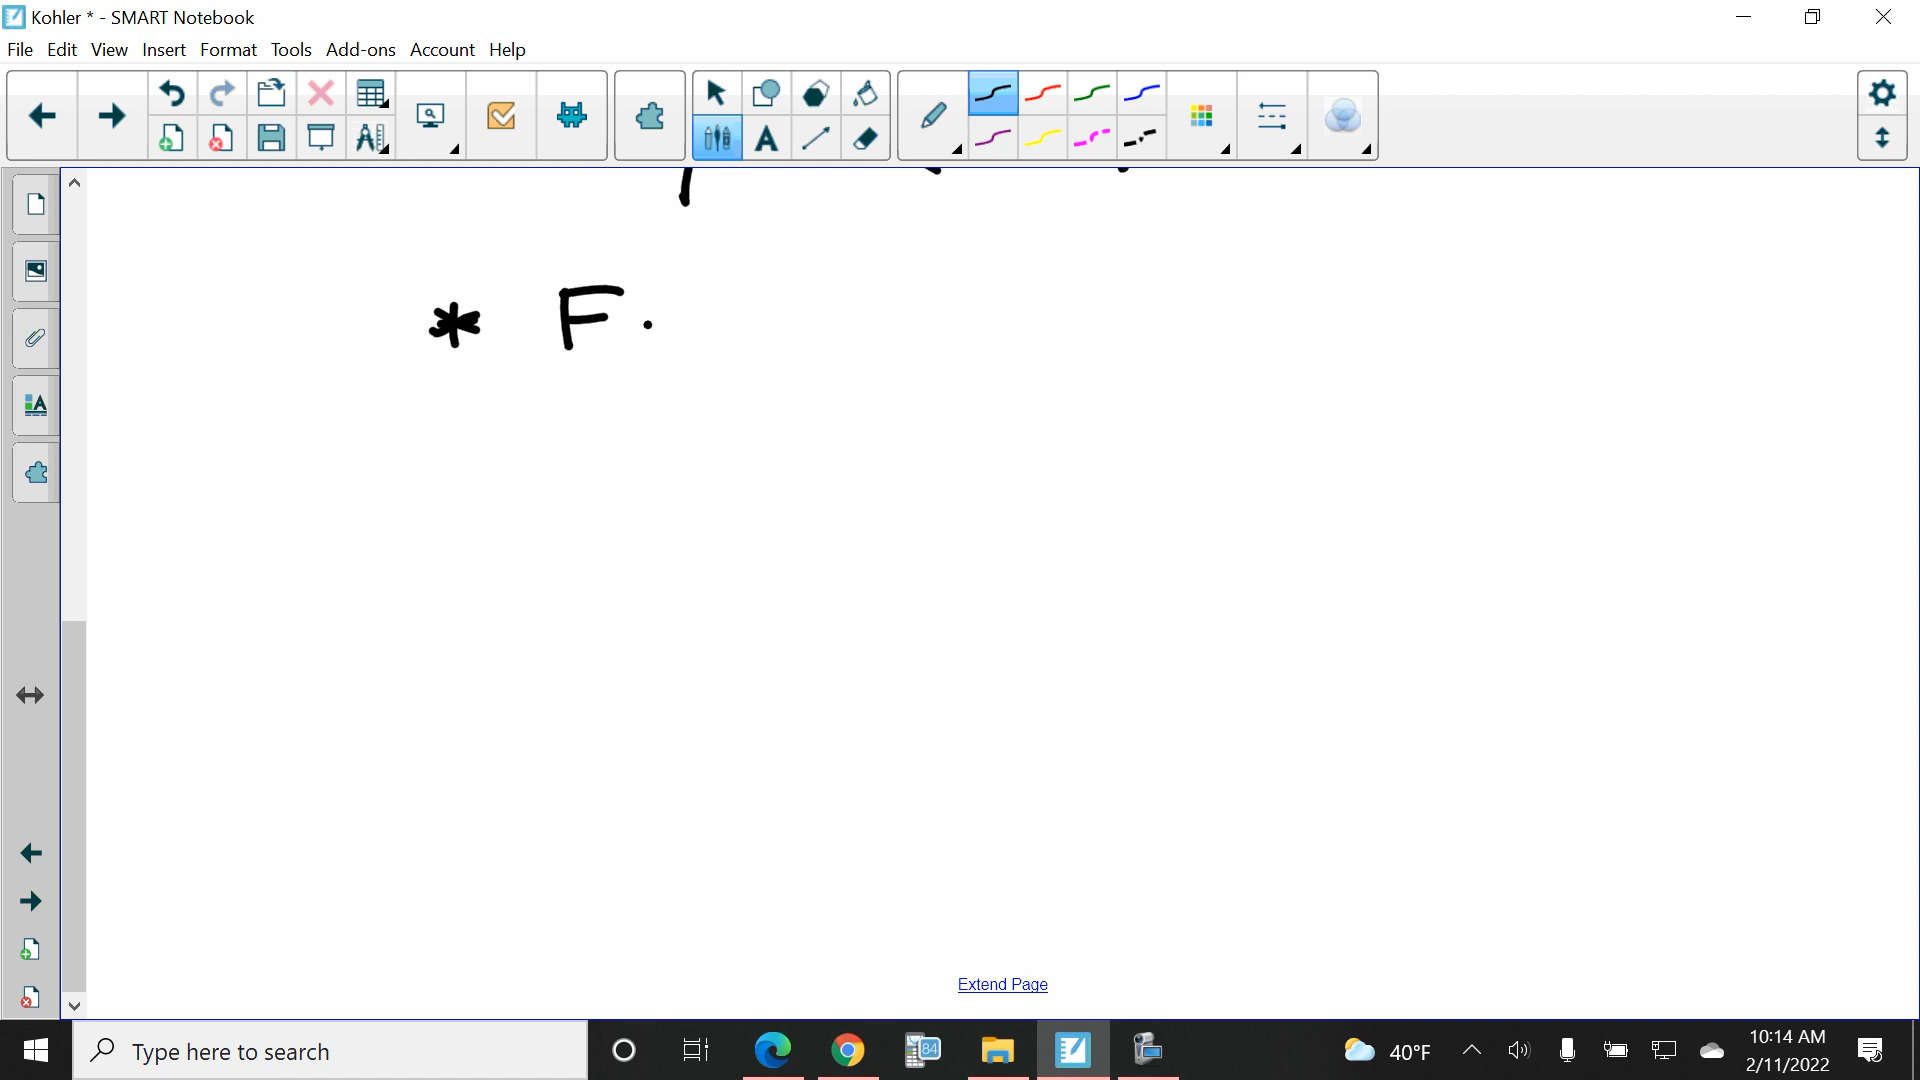 Kohler * - SMART Notebook
File Edit View Insert Format Tools Add-ons Account Help
* F.
Extend Page
Type here to search
84
40°F
10:14 AM
2/11/2022